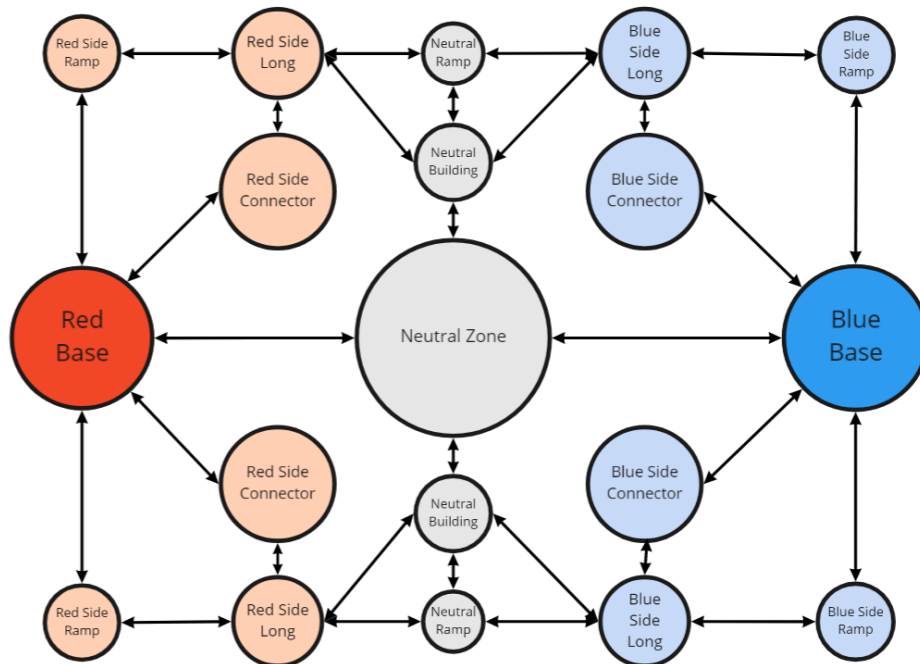 Red Side
Ramp
Red Side
Long
Neutral
Ramp
Blue
Side
Long
Blue
Side
Ramp
Red Side
Connector
Neutral
Building
Blue Side
Connector
Red
Base
Neutral Zone
Blue
Base
Red Side
Connector
Neutral
Building
Blue Side
Connector
Red Side
Ramp
Red Side
Long
Neutral
Ramp
Blue
Side
Long
Blue Side
Ramp